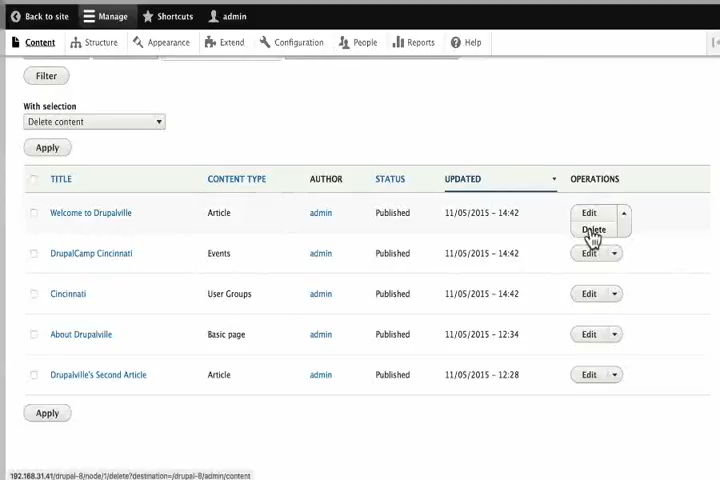 Back to site Manage Shortcuts admin
Content Structure Appearance Extend Configuration People Reports Help
Filter
With selection
Delete content
Apply
TITLE CONTENT TYPE AUTHOR STATUS UPDATED OPERATIONS
Welcome to Drupalville Article admin Published 11/05/2015 - 14:42 Edit
Delete
DrupalCamp Cincinnati Events admin Published 11/05/2015 - 14:42 Edit
Cincinnati User Groups admin Published 11/05/2015 - 14:42 Edit
About Drupalville Basic page admin Published 11/05/2015 - 12:34 Edit
Drupalville's Second Article Article admin Published 11/05/2015 - 12:28 Edit
Apply
192.168.31.41/drupal-8/node/1/delete?destination=/drupal-8/admin/content